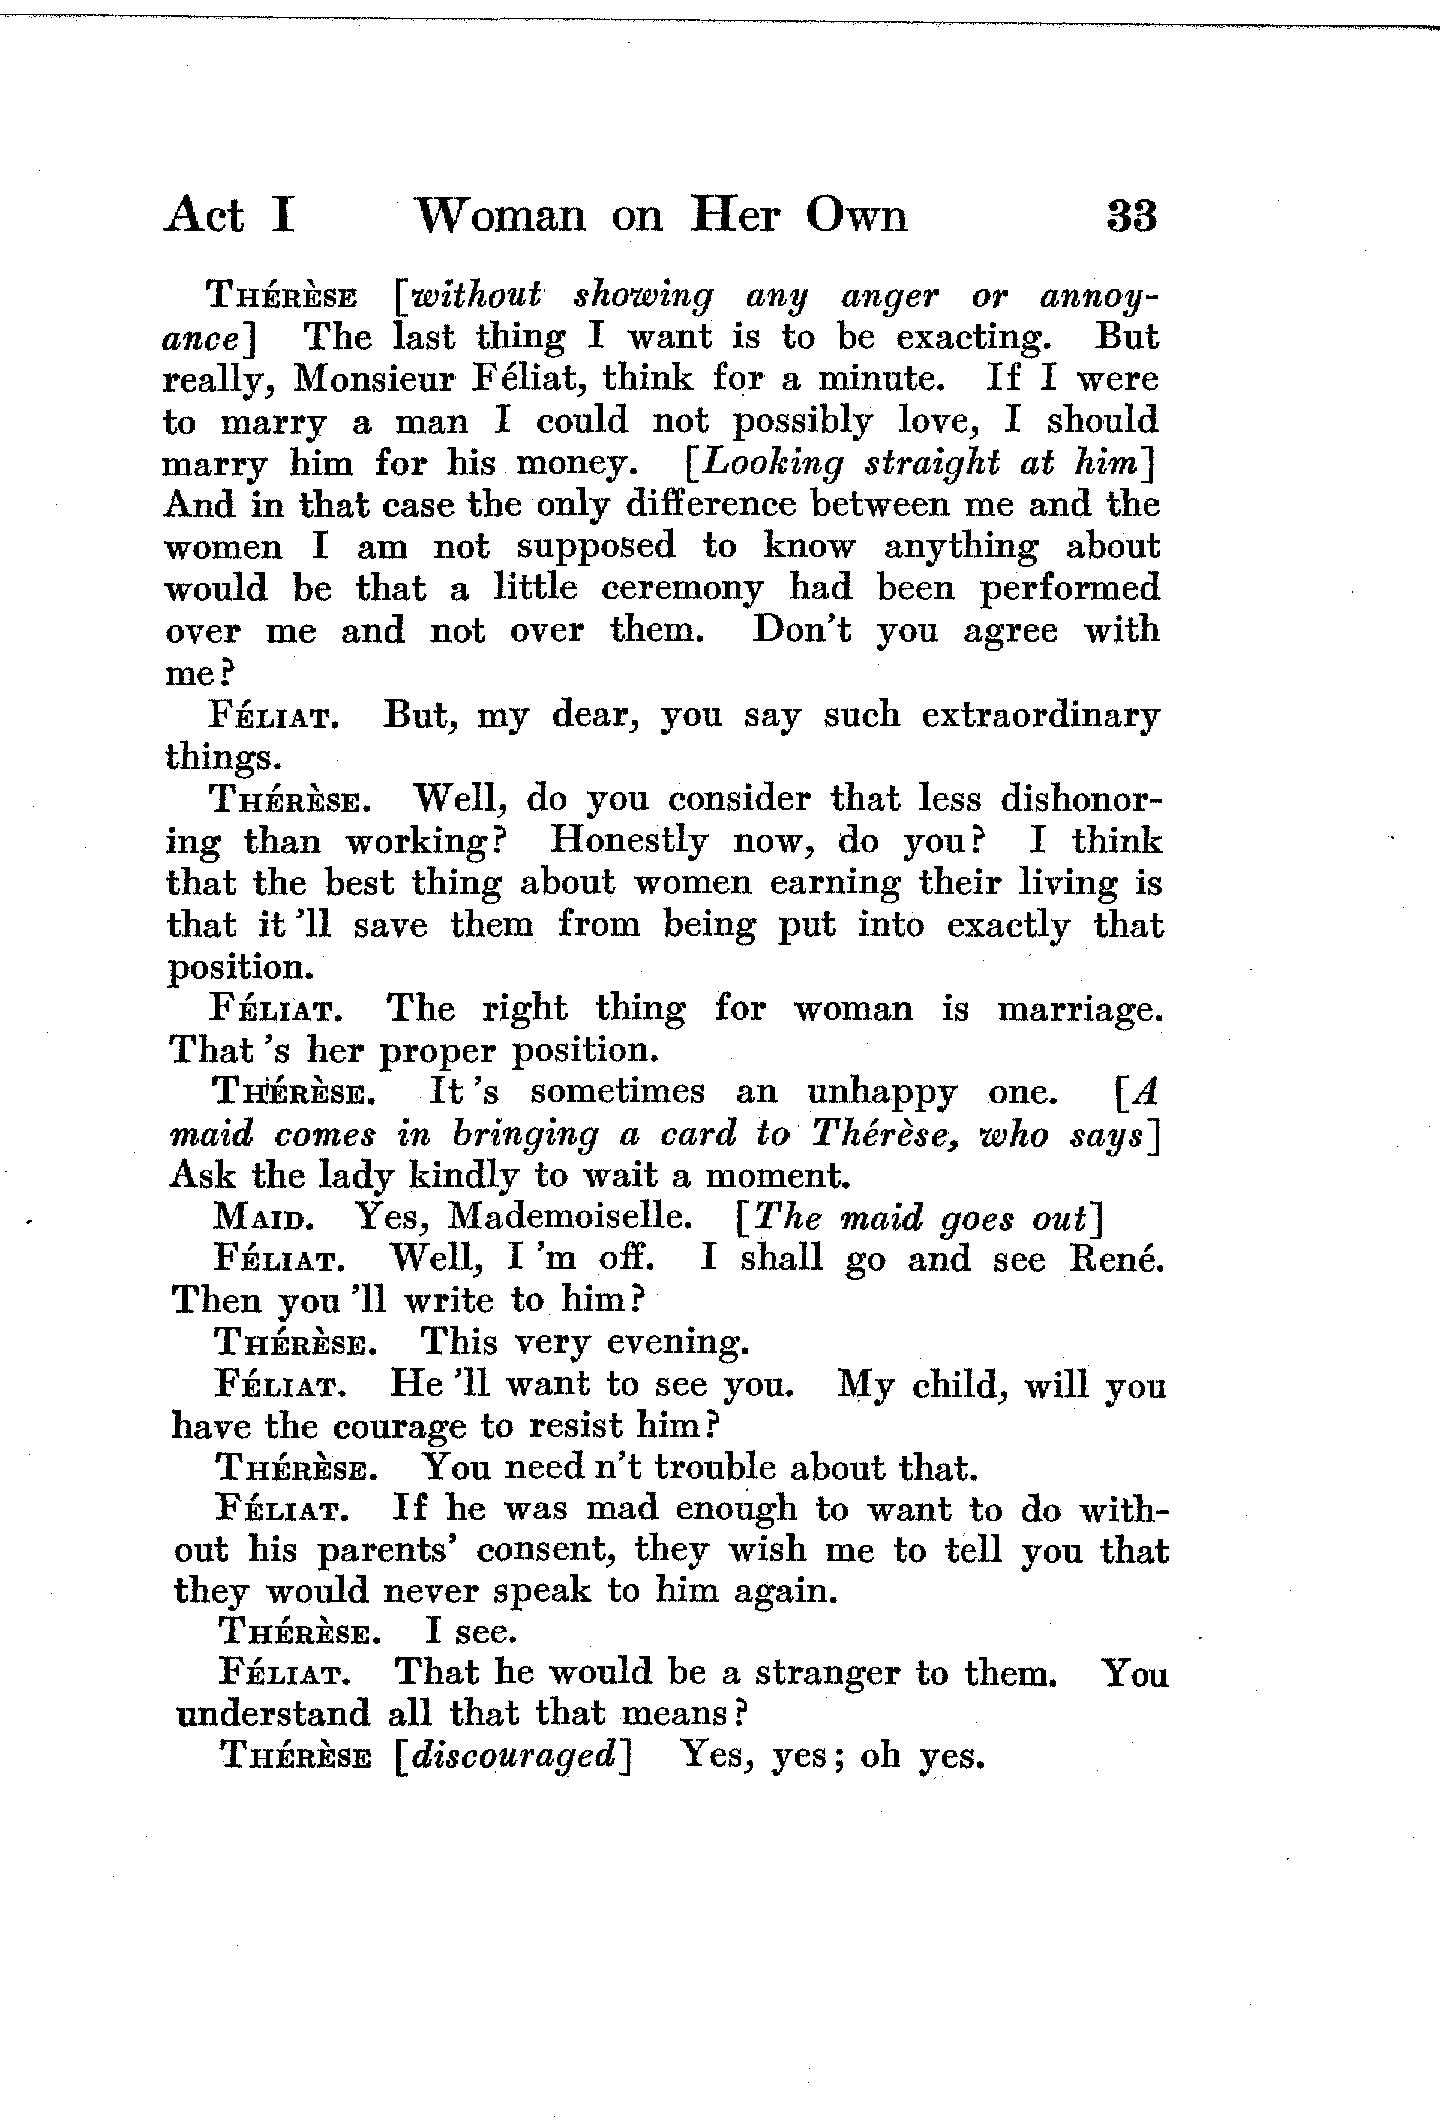 Act I Woman on Her Own 33
THÉRÈSE [without showing any anger or annoy-
ance] The last thing I want is to be exacting. But
really, Monsieur Féliat, think for a minute. If I were
to marry a man I could not possibly love, I should
marry him for his money. [Looking straight at him]
And in that case the only difference between me and the
women I am not supposed to know anything about
would be that a little ceremony had been performed
over me and not over them. Don't you agree with
me?
FÉLIAT. But, my dear, you say such extraordinary
things.
THÉRÈSE. Well, do you consider that less dishonor-
ing than working? Honestly now, do you? I think
that the best thing about women earning their living is
that it 'll save them from being put into exactly that
position.
FÉLIAT. The right thing for woman is marriage.
That 's her proper position.
THÉRÈSE. It 's sometimes an unhappy one. [A
maid comes in bringing a card to Thérèse, who says]
Ask the lady kindly to wait a moment.
MAID. Yes, Mademoiselle. [The maid goes out]
FÉLIAT. Well, I 'm off. I shall go and see René.
Then you 'll write to him?
THÉRÈSE. This very evening.
FÉLIAT. He 'll want to see you. My child, will you
have the courage to resist him?
THÉRÈSE. You need n't trouble about that.
FÉLIAT. If he was mad enough to want to do with-
out his parents' consent, they wish me to tell you that
they would never speak to him again.
THÉRÈSE. I see.
FÉLIAT. That he would be a stranger to them. You
understand all that that means?
THÉRÈSE [discouraged] Yes, yes; oh yes.